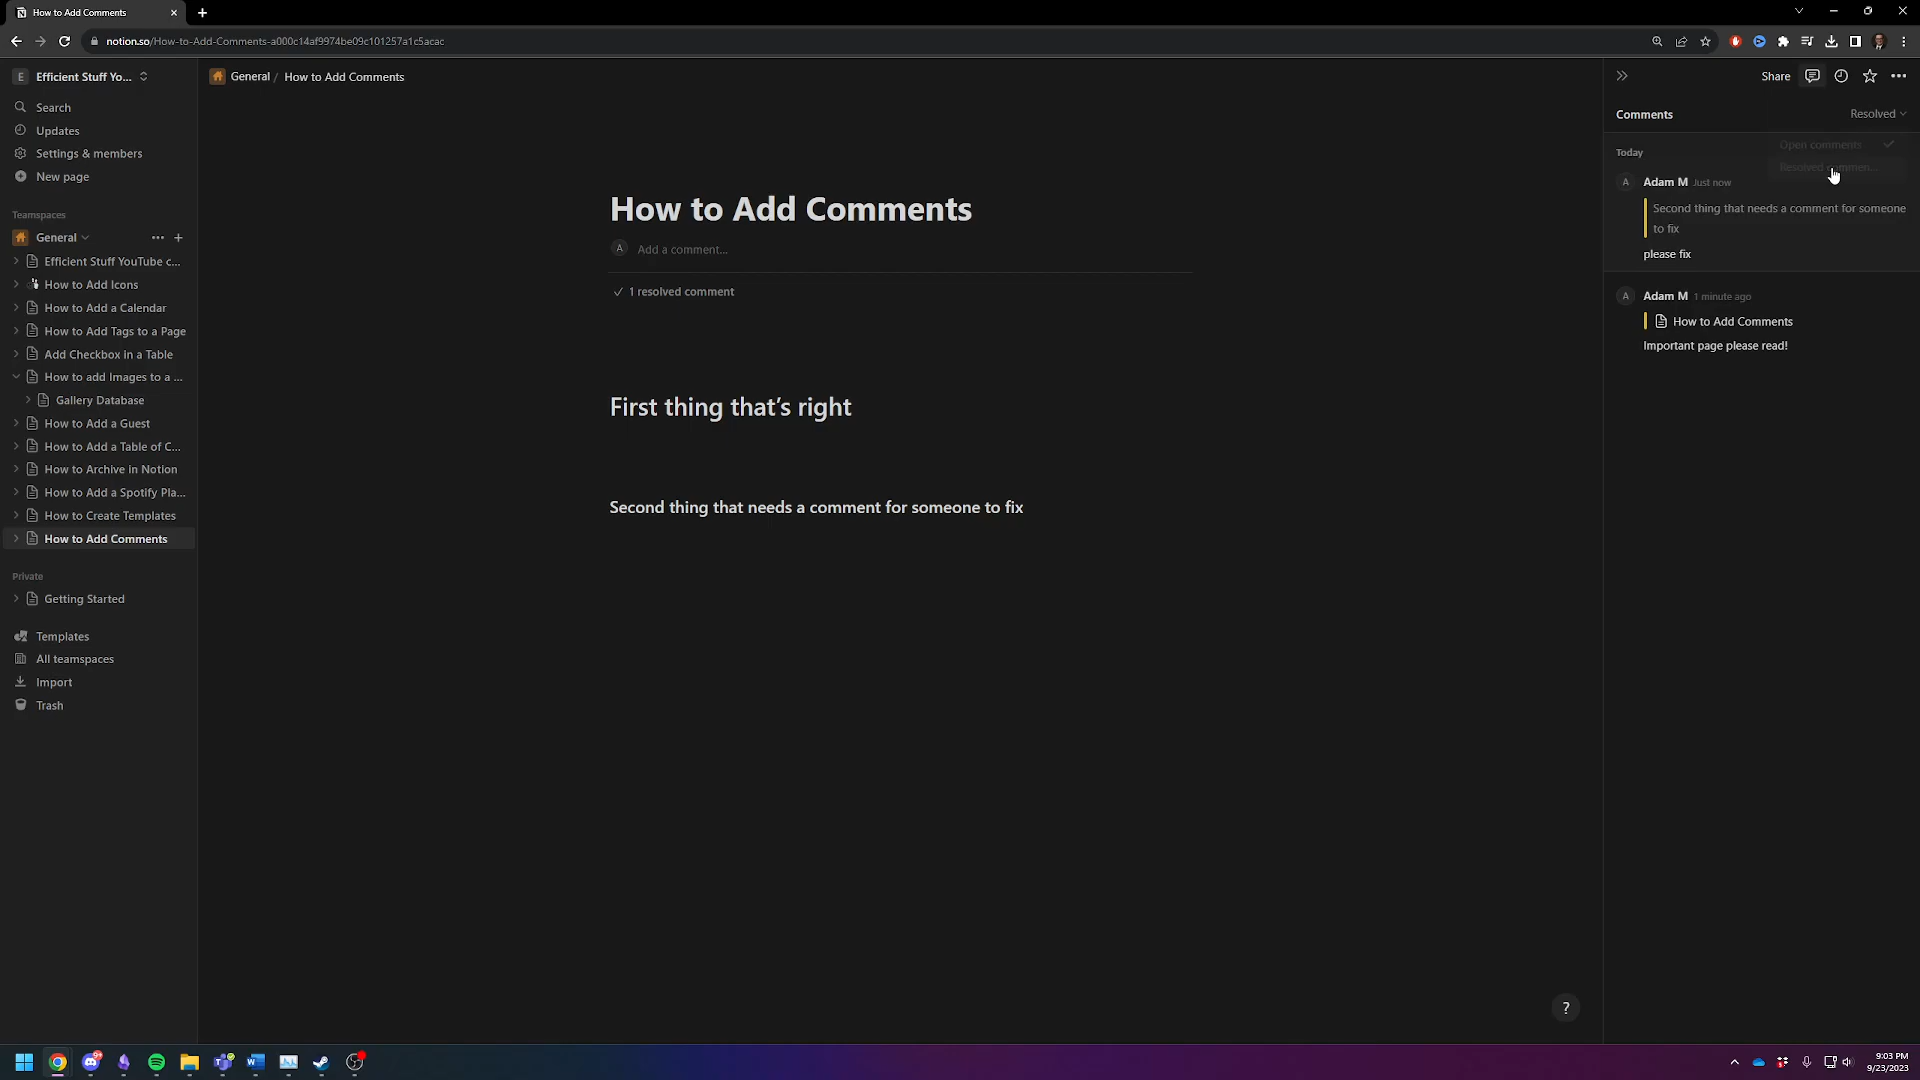 How to Add Comments
notion.so/How-to-Add-Comments-a000c14af9974be09c101257a1c5acac
E Efficient Stuff Yo...
General / How to Add Comments
Share
Search
Updates
Settings & members
New page
Teamspaces
General
Efficient Stuff YouTube c...
How to Add Icons
How to Add a Calendar
How to Add Tags to a Page
Add Checkbox in a Table
How to add Images to a ...
Gallery Database
How to Add a Guest
How to Add a Table of C...
How to Archive in Notion
How to Add a Spotify Pla...
How to Create Templates
How to Add Comments
Private
Getting Started
Templates
All teamspaces
Import
Trash
How to Add Comments
A Add a comment...
1 resolved comment
First thing that's right
Second thing that needs a comment for someone to fix
?
Comments
Resolved
Open comments
Resolved commen...
Today
A Adam M Just now
Second thing that needs a comment for someone
to fix
please fix
A Adam M 1 minute ago
How to Add Comments
Important page please read!
9:03 PM
9/23/2023